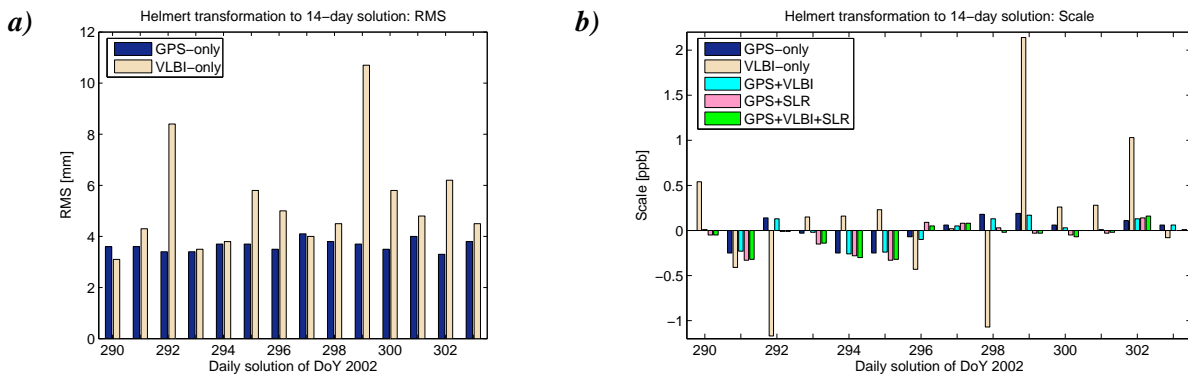 a)
Helmert transformation to 14−day solution: RMS
12
10
8
6
4
2
0
RMS [mm]
GPS−only
VLBI−only
290 292 294 296 298 300 302
Daily solution of DoY 2002
b)
Helmert transformation to 14−day solution: Scale
2
1.5
1
0.5
0
−0.5
−1
Scale [ppb]
GPS−only
VLBI−only
GPS+VLBI
GPS+SLR
GPS+VLBI+SLR
290 292 294 296 298 300 302
Daily solution of DoY 2002